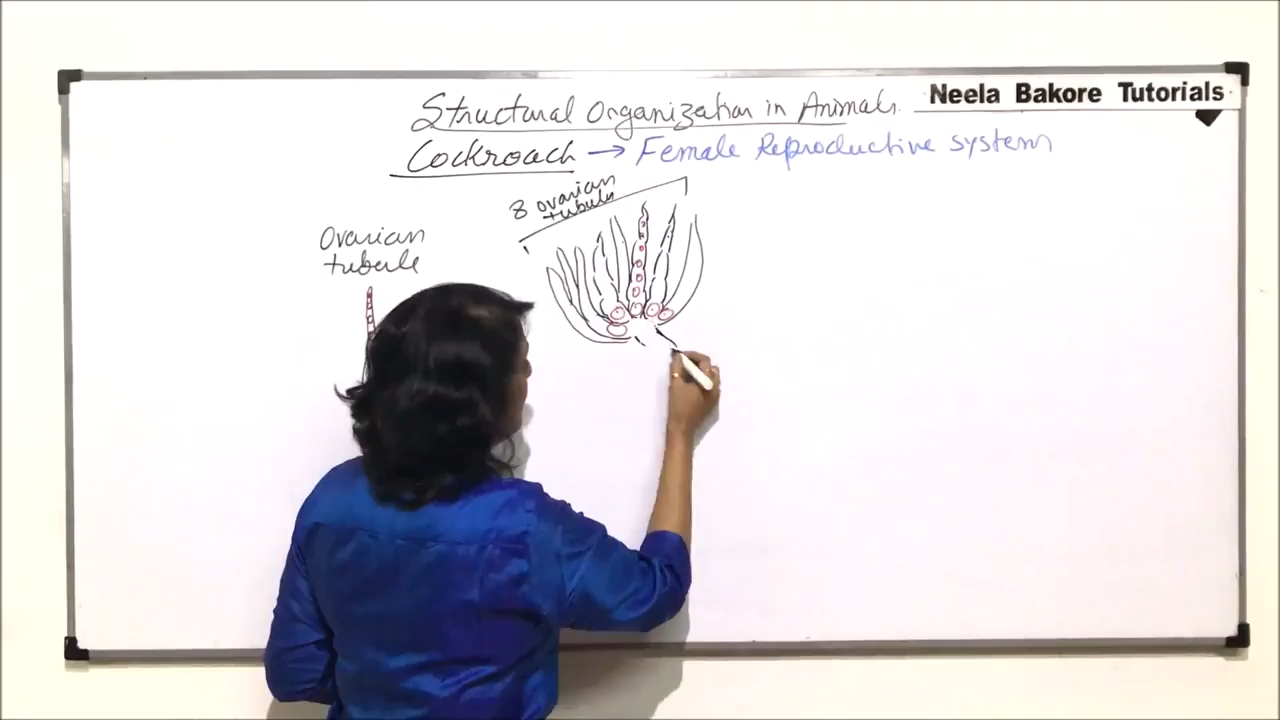 Neela Bakore Tutorials
Structural Organization in Animals.
Cockroach → Female Reproductive system
8 ovarian
tubules
Ovarian
tubule